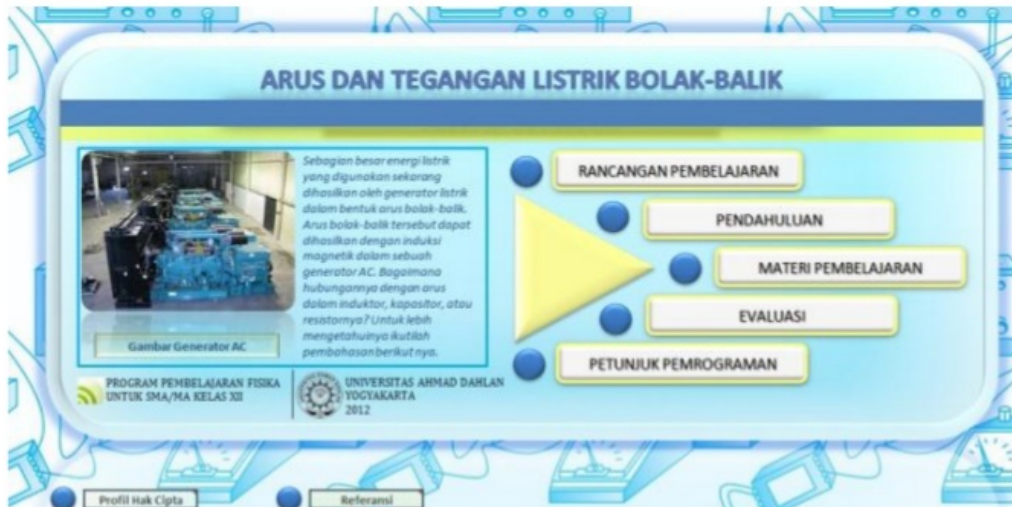 ARUS DAN TEGANGAN LISTRIK BOLAK-BALIK
Sebagian besar energi listrik
yang digunakan sekarang
dihasilkan oleh generator listrik
dalam bentuk arus bolak-balik.
Arus bolak-balik tersebut dapat
dihasilkan dengan induksi
magnetik dalam sebuah
generator AC. Bagaimana
hubungannya dengan arus
dalam induktor, kapasitor, atau
resistornya? Untuk lebih
mengetahuinya ikutilah
pembahasan berikut nya.
Gambar Generator AC
RANCANGAN PEMBELAJARAN
PENDAHULUAN
MATERI PEMBELAJARAN
EVALUASI
PETUNJUK PEMROGRAMAN
PROGRAM PEMBELAJARAN FISIKA
UNTUK SMA/MA KELAS XII
UNIVERSITAS AHMAD DAHLAN
YOGYAKARTA
2012
Profil Hak Cipta
Referansi